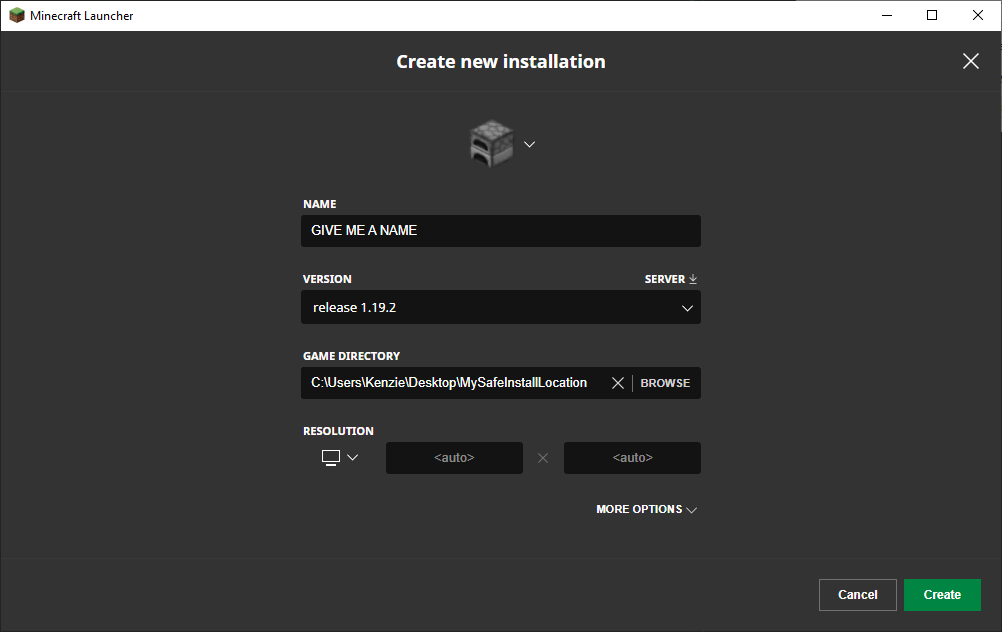 Minecraft Launcher
Create new installation
NAME
GIVE ME A NAME
VERSION SERVER
release 1.19.2
GAME DIRECTORY
C:\Users\Kenzie\Desktop\MySafeInstallLocation BROWSE
RESOLUTION
<auto> <auto>
MORE OPTIONS
Cancel Create